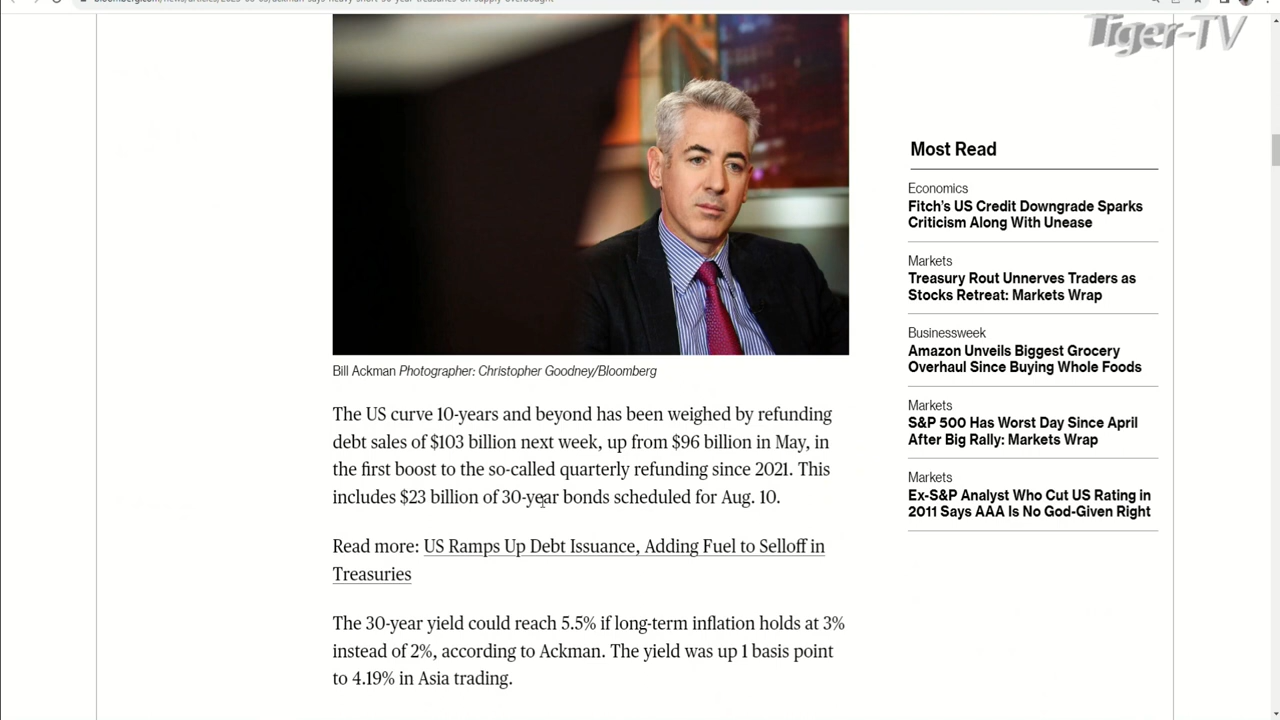 Tiger-TV
Bill Ackman Photographer: Christopher Goodney/Bloomberg
The US curve 10-years and beyond has been weighed by refunding
debt sales of $103 billion next week, up from $96 billion in May, in
the first boost to the so-called quarterly refunding since 2021. This
includes $23 billion of 30-year bonds scheduled for Aug. 10.
Read more: US Ramps Up Debt Issuance, Adding Fuel to Selloff in
Treasuries
The 30-year yield could reach 5.5% if long-term inflation holds at 3%
instead of 2%, according to Ackman. The yield was up 1 basis point
to 4.19% in Asia trading.
Most Read
Economics
Fitch's US Credit Downgrade Sparks
Criticism Along With Unease
Markets
Treasury Rout Unnerves Traders as
Stocks Retreat: Markets Wrap
Businessweek
Amazon Unveils Biggest Grocery
Overhaul Since Buying Whole Foods
Markets
S&P 500 Has Worst Day Since April
After Big Rally: Markets Wrap
Markets
Ex-S&P Analyst Who Cut US Rating in
2011 Says AAA Is No God-Given Right